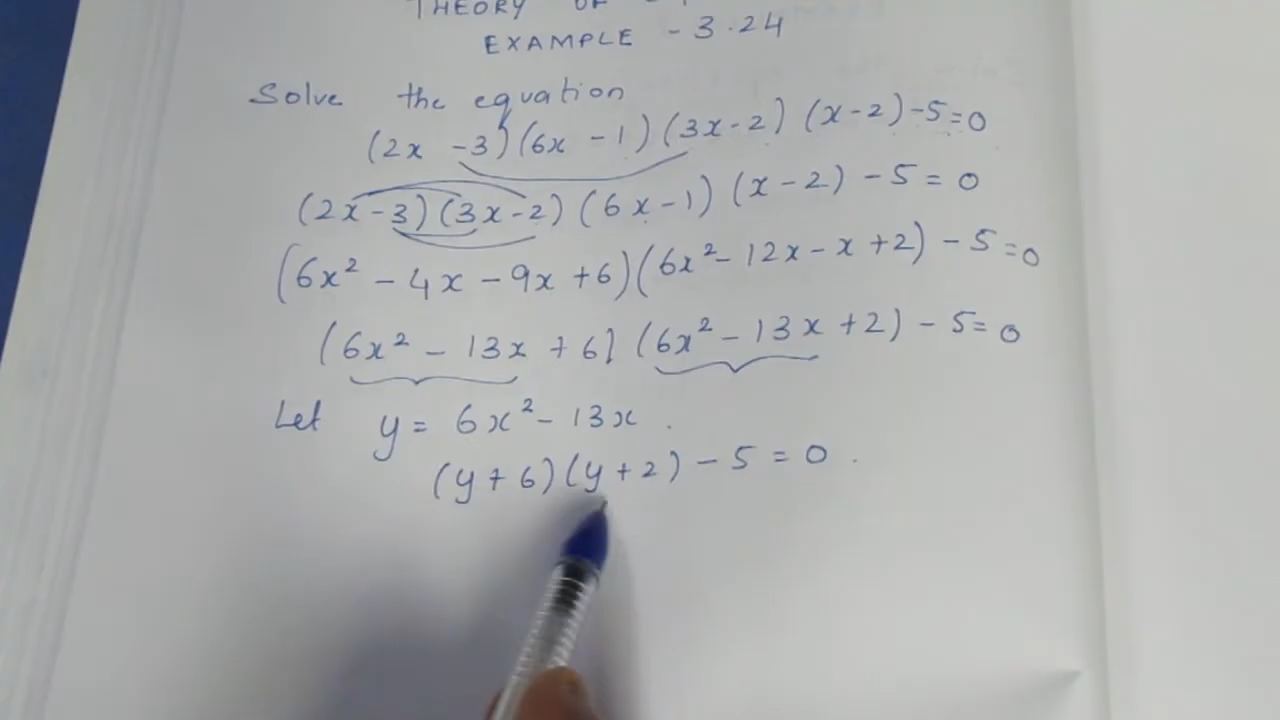 THEORY OF
EXAMPLE - 3.24
Solve the equation
(2x - 3)(6x - 1)(3x - 2)(x - 2) - 5 = 0
(2x - 3)(3x - 2)(6x - 1)(x - 2) - 5 = 0
(6x² - 4x - 9x + 6)(6x² - 12x - x + 2) - 5 = 0
(6x² - 13x + 6)(6x² - 13x + 2) - 5 = 0
Let y = 6x² - 13x.
(y + 6)(y + 2) - 5 = 0.